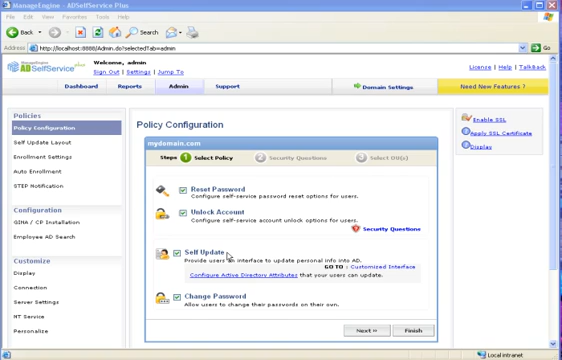 ManageEngine ADSelfService Plus
File Edit View Favorites Tools Help
Back Search
Address http://localhost:8888/Admin.do?selectedTab=admin Go
ManageEngine
ADSelfService plus
Welcome, admin
Sign Out | Settings | Jump To
License | Help | TalkBack
Dashboard Reports Admin Support Domain Settings Need New Features ?
Policies
Policy Configuration
Self Update Layout
Enrollment Settings
Auto Enrollment
STEP Notification
Configuration
GINA / CP Installation
Employee AD Search
Customize
Display
Connection
Server Settings
NT Service
Personalize
Policy Configuration
mydomain.com
Steps 1 Select Policy 2 Security Questions 3 Select OU(s)
Reset Password
Configure self-service password reset options for users.
Unlock Account
Configure self-service account unlock options for users.
Security Questions
Self Update
Provides users an interface to update personal info into AD.
GO TO : Customized Interface
Configure Active Directory Attributes that your users can update.
Change Password
Allow users to change their passwords on their own.
Next Finish
Enable SSL
Apply SSL Certificate
Display
Local intranet